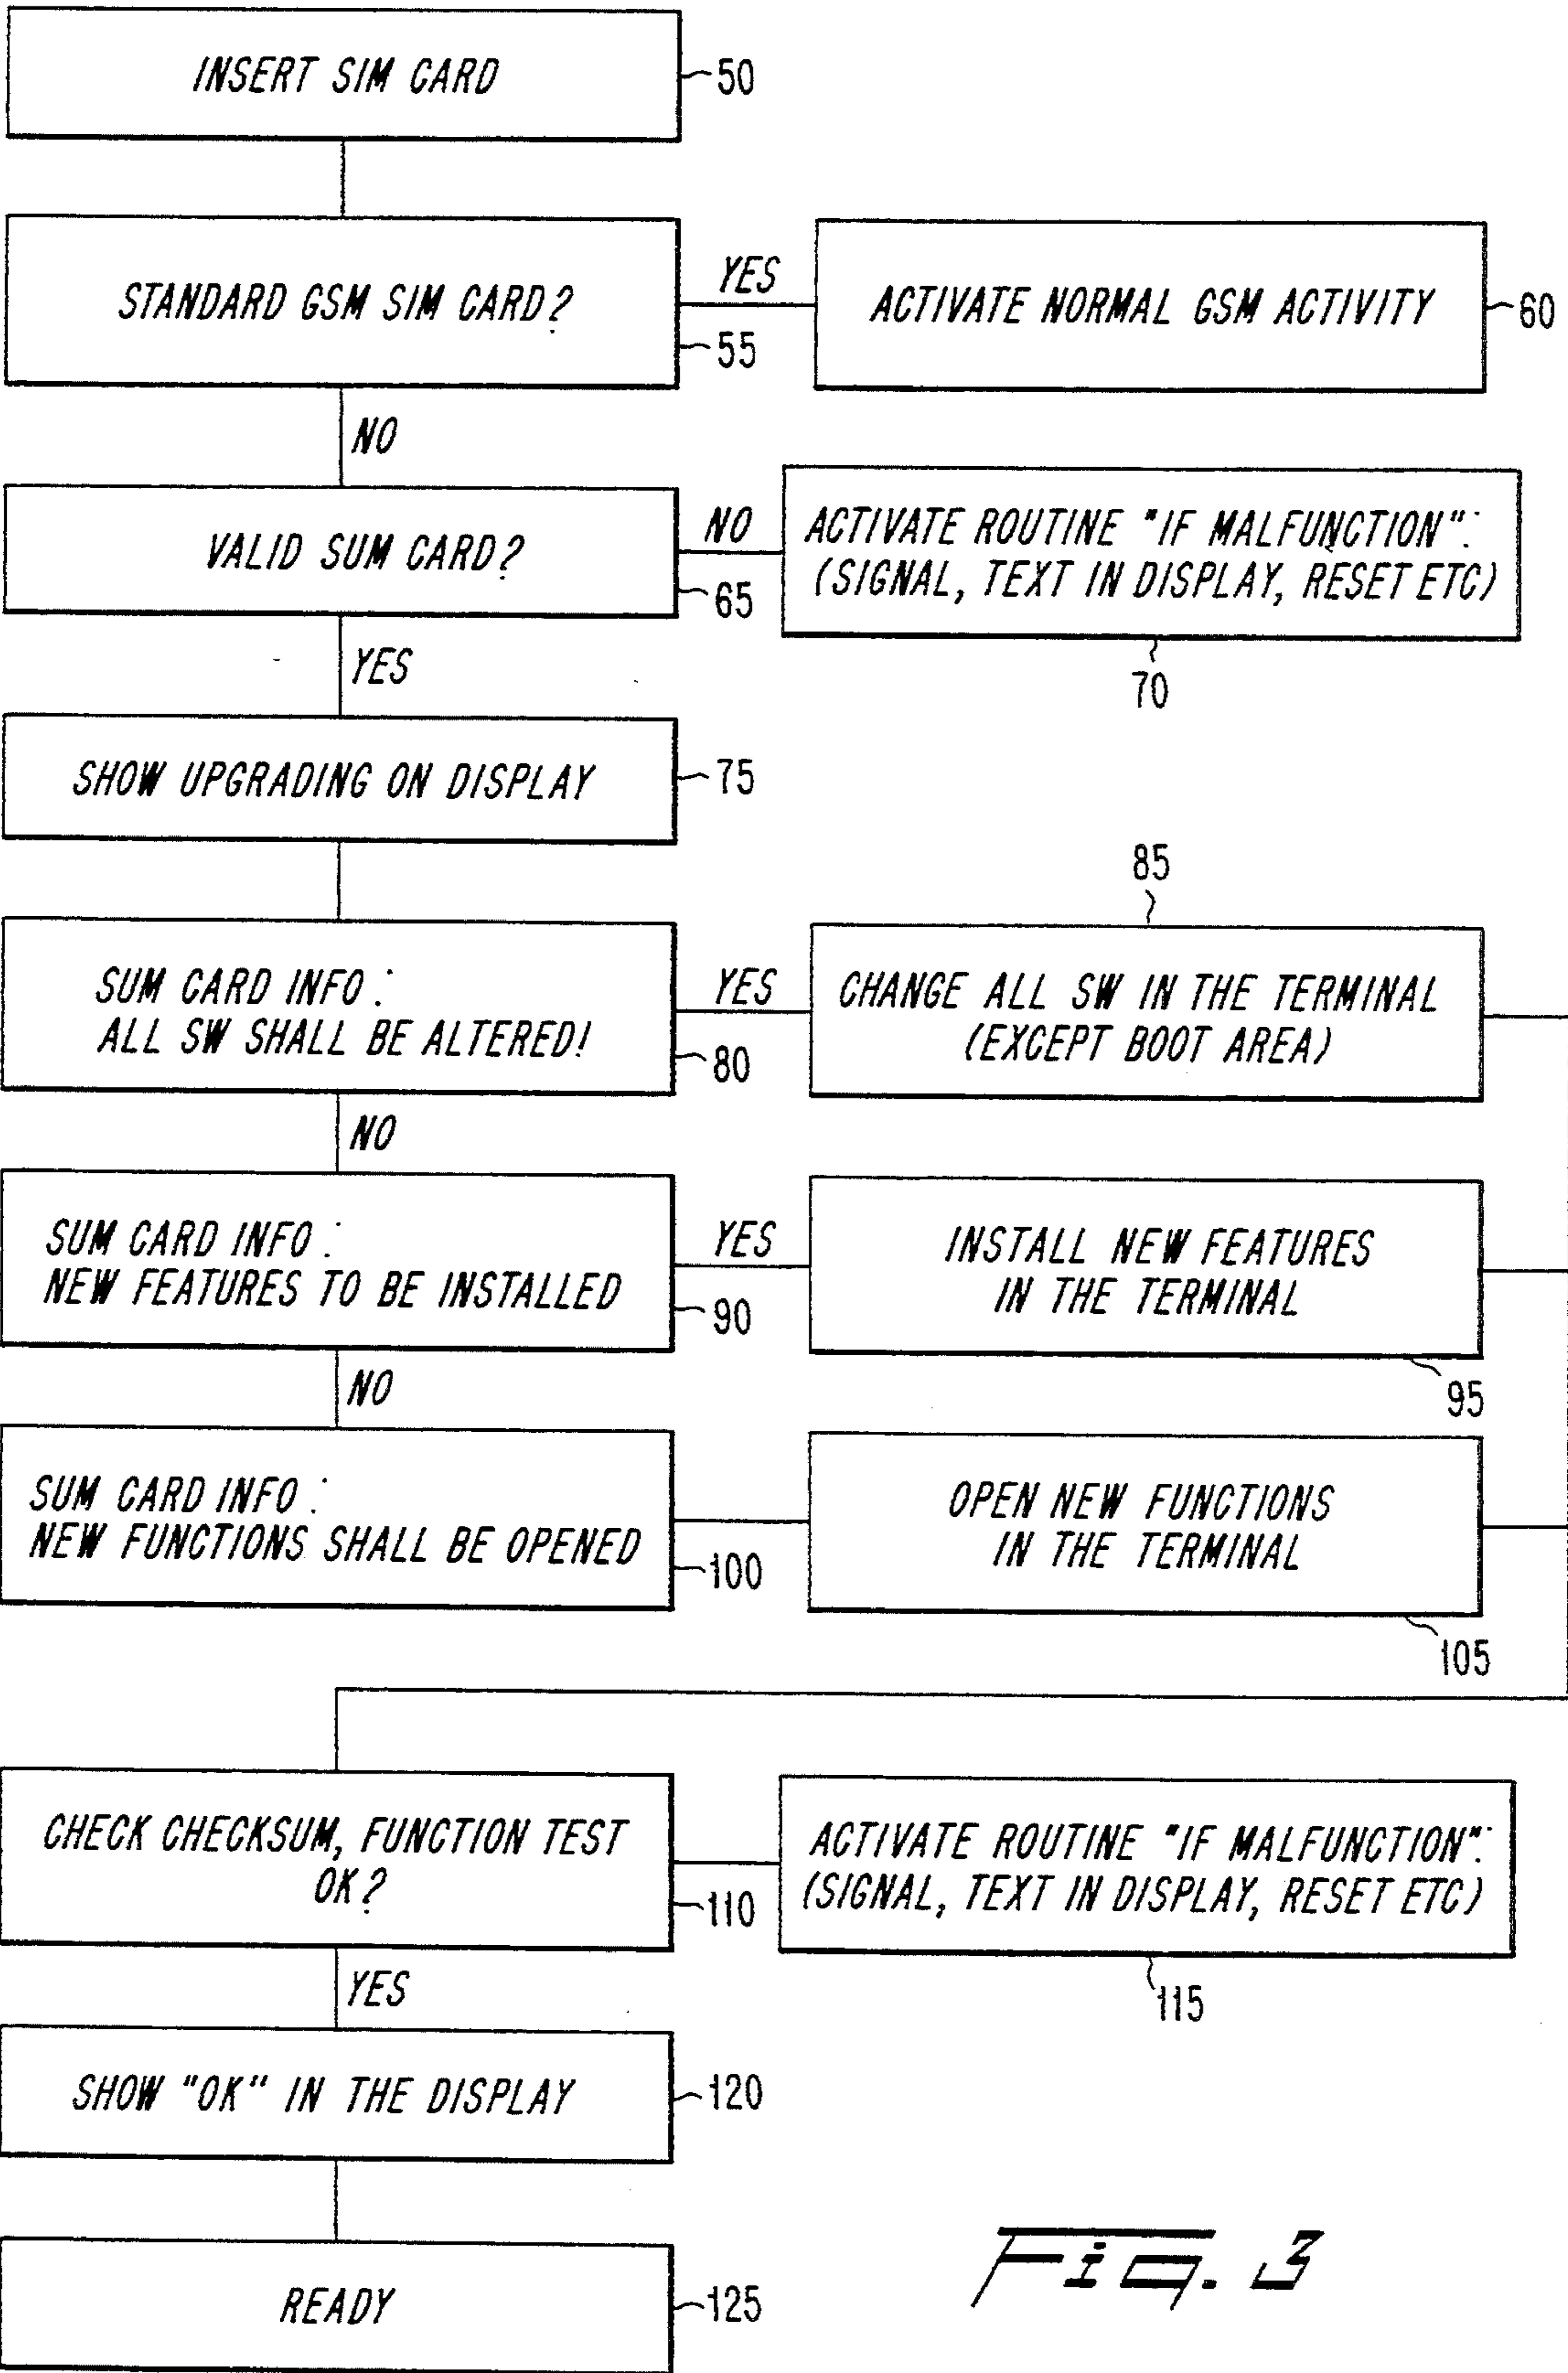 INSERT SIM CARD
50
STANDARD GSM SIM CARD?
55
YES
ACTIVATE NORMAL GSM ACTIVITY
60
NO
VALID SUM CARD?
65
NO
ACTIVATE ROUTINE "IF MALFUNCTION":
(SIGNAL, TEXT IN DISPLAY, RESET ETC)
70
YES
SHOW UPGRADING ON DISPLAY
75
SUM CARD INFO:
ALL SW SHALL BE ALTERED!
80
YES
85
CHANGE ALL SW IN THE TERMINAL
(EXCEPT BOOT AREA)
NO
SUM CARD INFO:
NEW FEATURES TO BE INSTALLED
90
YES
INSTALL NEW FEATURES
IN THE TERMINAL
95
NO
SUM CARD INFO:
NEW FUNCTIONS SHALL BE OPENED
100
OPEN NEW FUNCTIONS
IN THE TERMINAL
105
CHECK CHECKSUM, FUNCTION TEST
OK?
110
ACTIVATE ROUTINE "IF MALFUNCTION":
(SIGNAL, TEXT IN DISPLAY, RESET ETC)
115
YES
SHOW "OK" IN THE DISPLAY
120
READY
125
Fig. 3